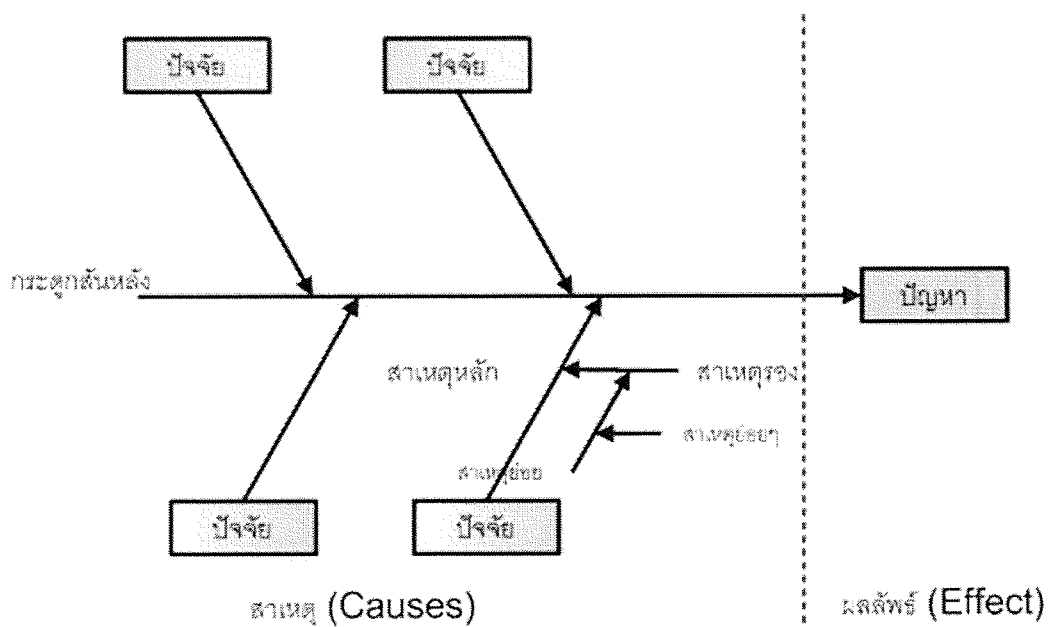 ปัจจัย ปัจจัย
กระดูกสันหลัง
ปัญหา
สาเหตุหลัก สาเหตุรอง
สาเหตุย่อยๆ
สาเหตุย่อย
ปัจจัย ปัจจัย
สาเหตุ (Causes) ผลลัพธ์ (Effect)